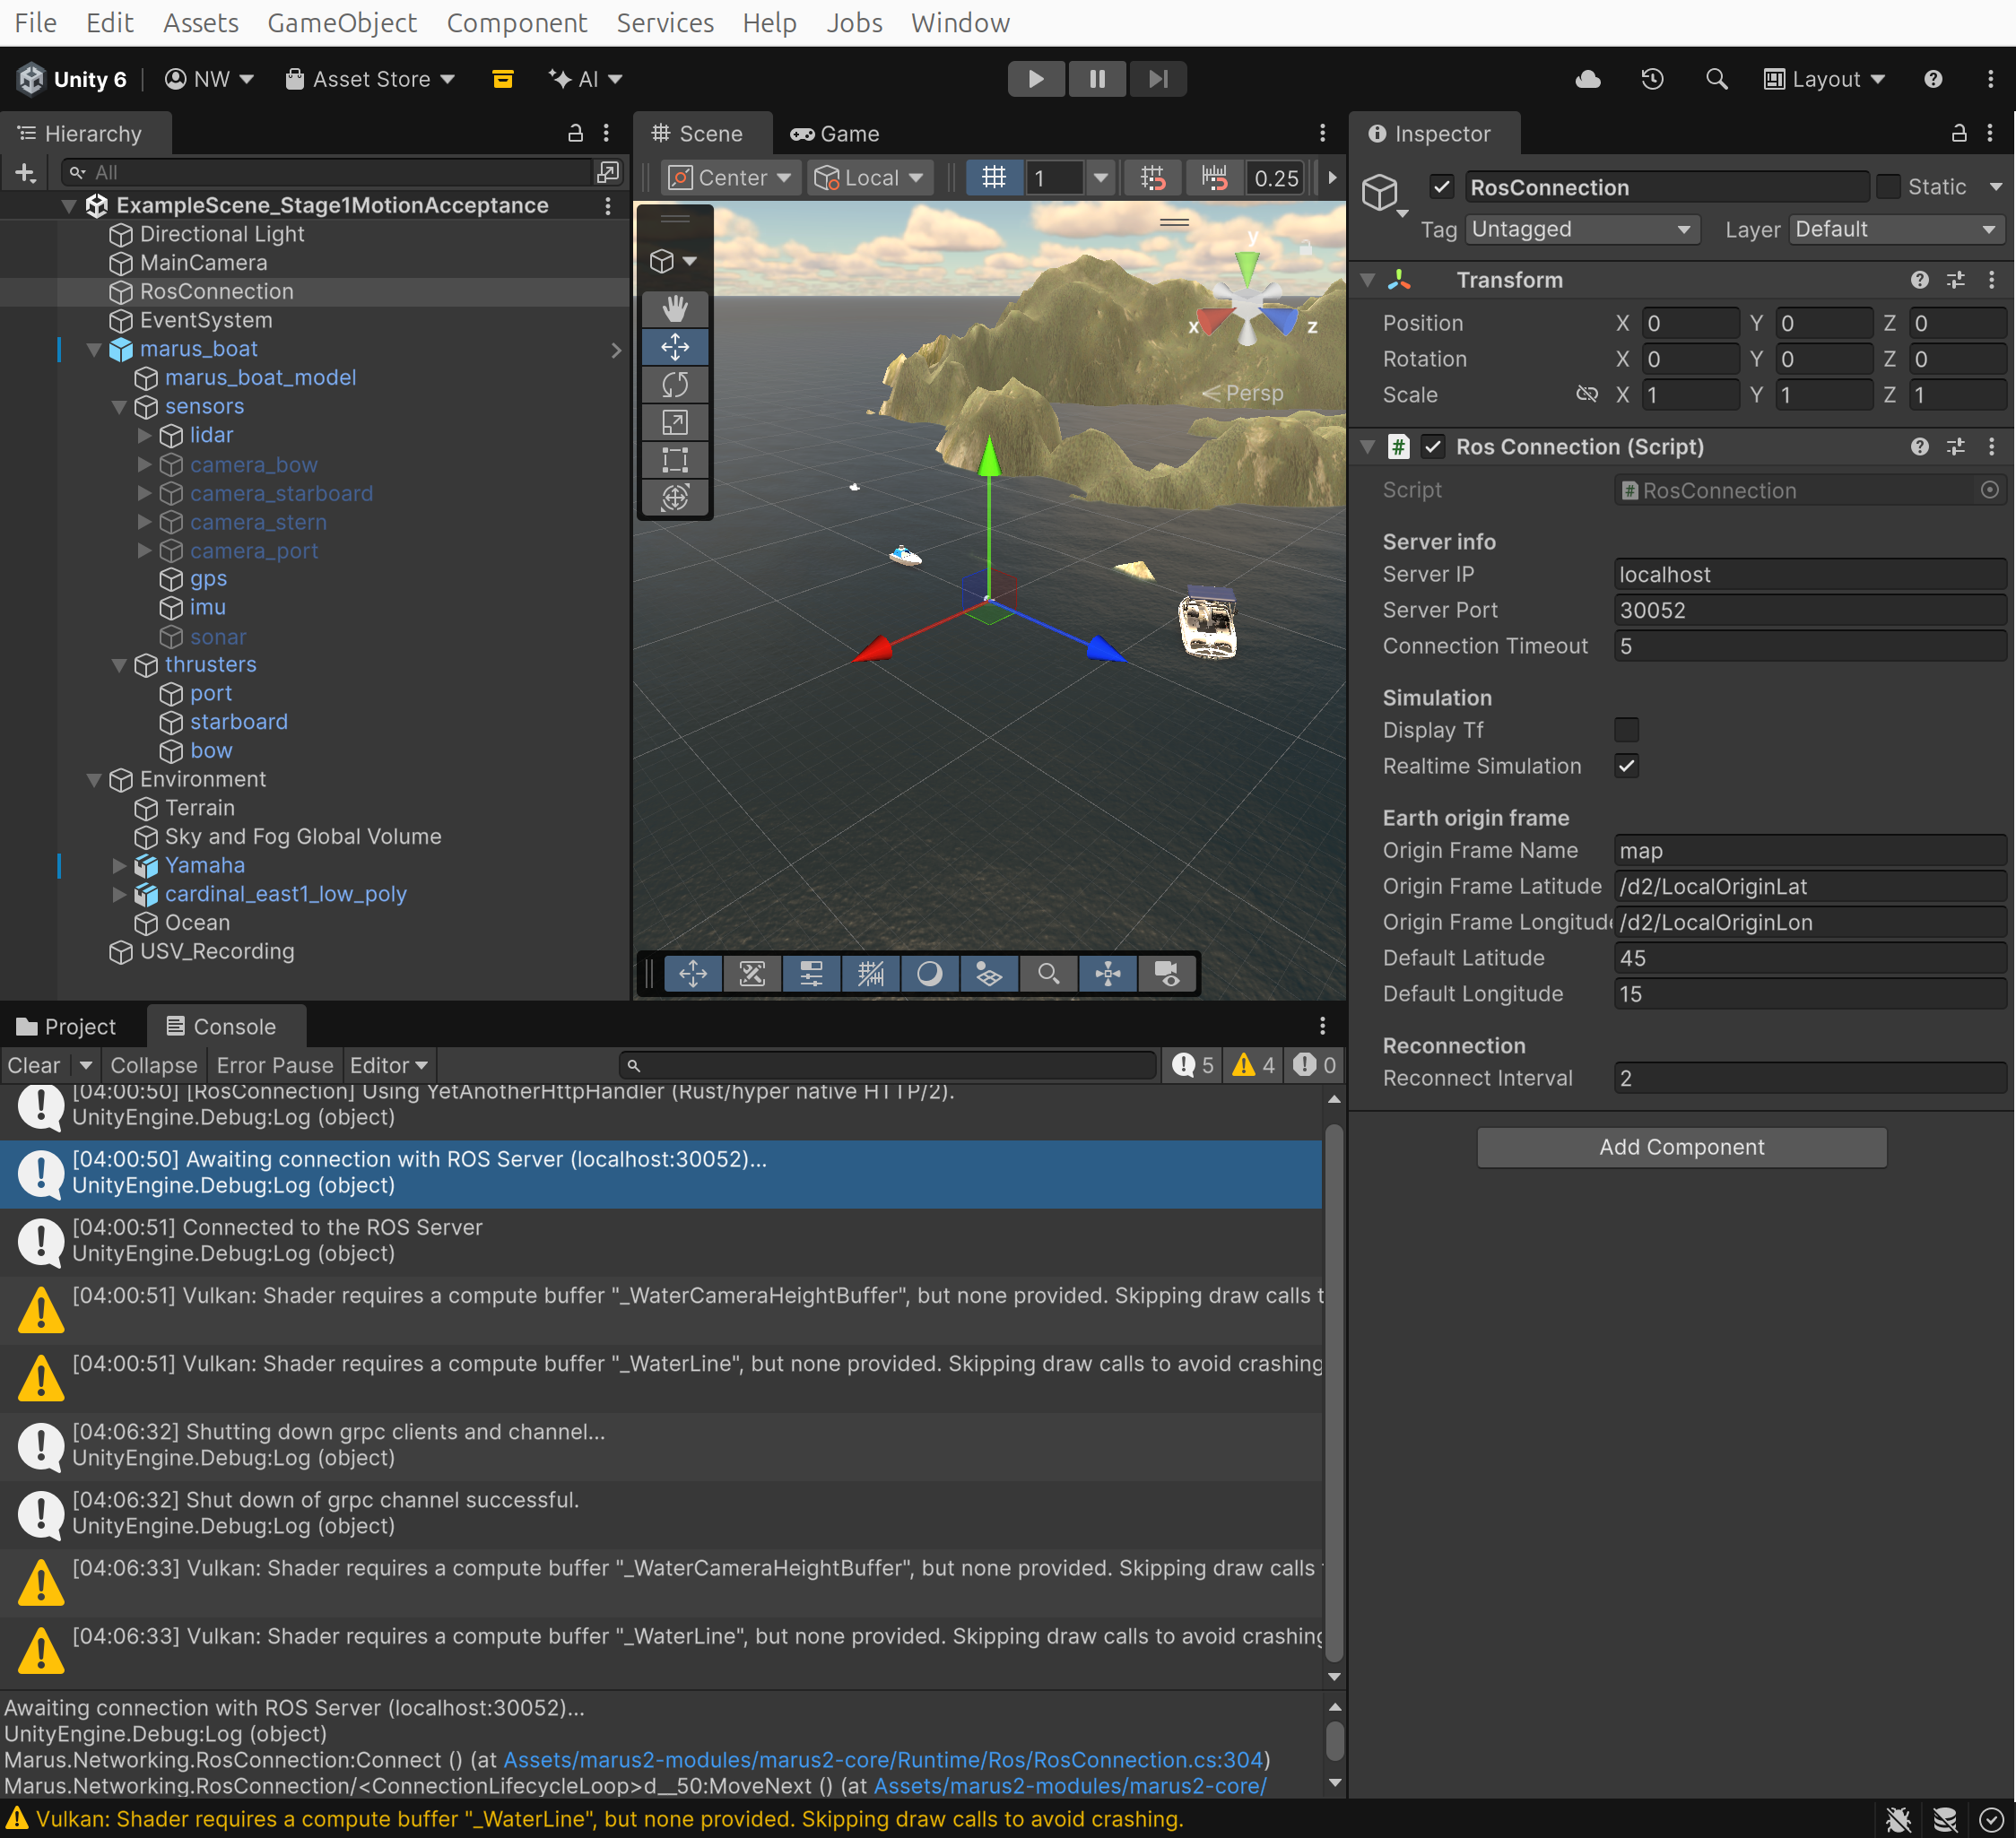 File Edit Assets GameObject Component Services Help Jobs Window
Unity 6 NW Asset Store AI Layout
Hierarchy
All
ExampleScene_Stage1MotionAcceptance
Directional Light
MainCamera
RosConnection
EventSystem
marus_boat
marus_boat_model
sensors
lidar
camera_bow
camera_starboard
camera_stern
camera_port
gps
imu
sonar
thrusters
port
starboard
bow
Environment
Terrain
Sky and Fog Global Volume
Yamaha
cardinal_east1_low_poly
Ocean
USV_Recording
Scene Game
Center Local 1 0.25
y
x z
Persp
Inspector
RosConnection Static
Tag Untagged Layer Default
Transform
Position X 0 Y 0 Z 0
Rotation X 0 Y 0 Z 0
Scale X 1 Y 1 Z 1
# Ros Connection (Script)
Script # RosConnection
Server info
Server IP localhost
Server Port 30052
Connection Timeout 5
Simulation
Display Tf
Realtime Simulation
Earth origin frame
Origin Frame Name map
Origin Frame Latitude /d2/LocalOriginLat
Origin Frame Longitude /d2/LocalOriginLon
Default Latitude 45
Default Longitude 15
Reconnection
Reconnect Interval 2
Add Component
Project Console
Clear Collapse Error Pause Editor 5 4 0
[04:00:50] [RosConnection] Using YetAnotherHttpHandler (Rust/hyper native HTTP/2).
UnityEngine.Debug:Log (object)
[04:00:50] Awaiting connection with ROS Server (localhost:30052)...
UnityEngine.Debug:Log (object)
[04:00:51] Connected to the ROS Server
UnityEngine.Debug:Log (object)
[04:00:51] Vulkan: Shader requires a compute buffer "_WaterCameraHeightBuffer", but none provided. Skipping draw calls t
[04:00:51] Vulkan: Shader requires a compute buffer "_WaterLine", but none provided. Skipping draw calls to avoid crashing
[04:06:32] Shutting down grpc clients and channel...
UnityEngine.Debug:Log (object)
[04:06:32] Shut down of grpc channel successful.
UnityEngine.Debug:Log (object)
[04:06:33] Vulkan: Shader requires a compute buffer "_WaterCameraHeightBuffer", but none provided. Skipping draw calls
[04:06:33] Vulkan: Shader requires a compute buffer "_WaterLine", but none provided. Skipping draw calls to avoid crashing
Awaiting connection with ROS Server (localhost:30052)...
UnityEngine.Debug:Log (object)
Marus.Networking.RosConnection:Connect () (at Assets/marus2-modules/marus2-core/Runtime/Ros/RosConnection.cs:304)
Marus.Networking.RosConnection/<ConnectionLifecycleLoop>d__50:MoveNext () (at Assets/marus2-modules/marus2-core/
Vulkan: Shader requires a compute buffer "_WaterLine", but none provided. Skipping draw calls to avoid crashing.